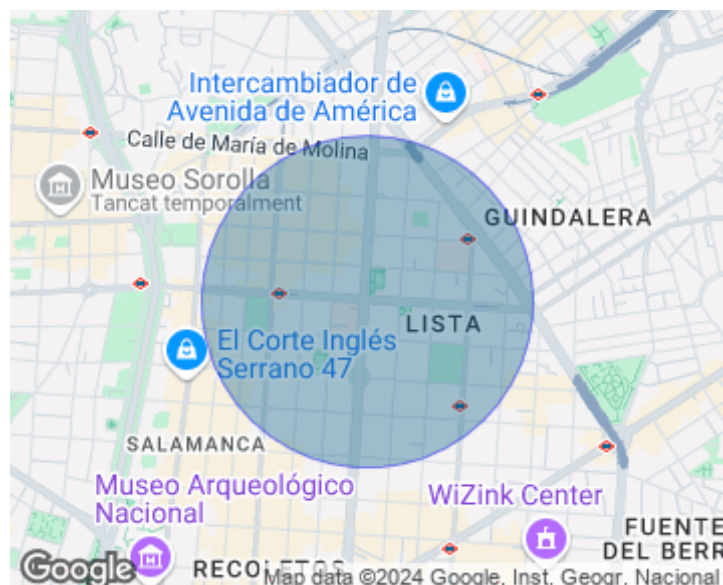 Intercambiador de
Avenida de América
Calle de María de Molina
Museo Sorolla
Tancat temporalment
GUINDALERA
LISTA
El Corte Inglés
Serrano 47
SALAMANCA
Museo Arqueológico
Nacional
WiZink Center
FUENTE
DEL BERR
RECOLETOS
Google
Map data ©2024 Google, Inst. Geogr. Nacional